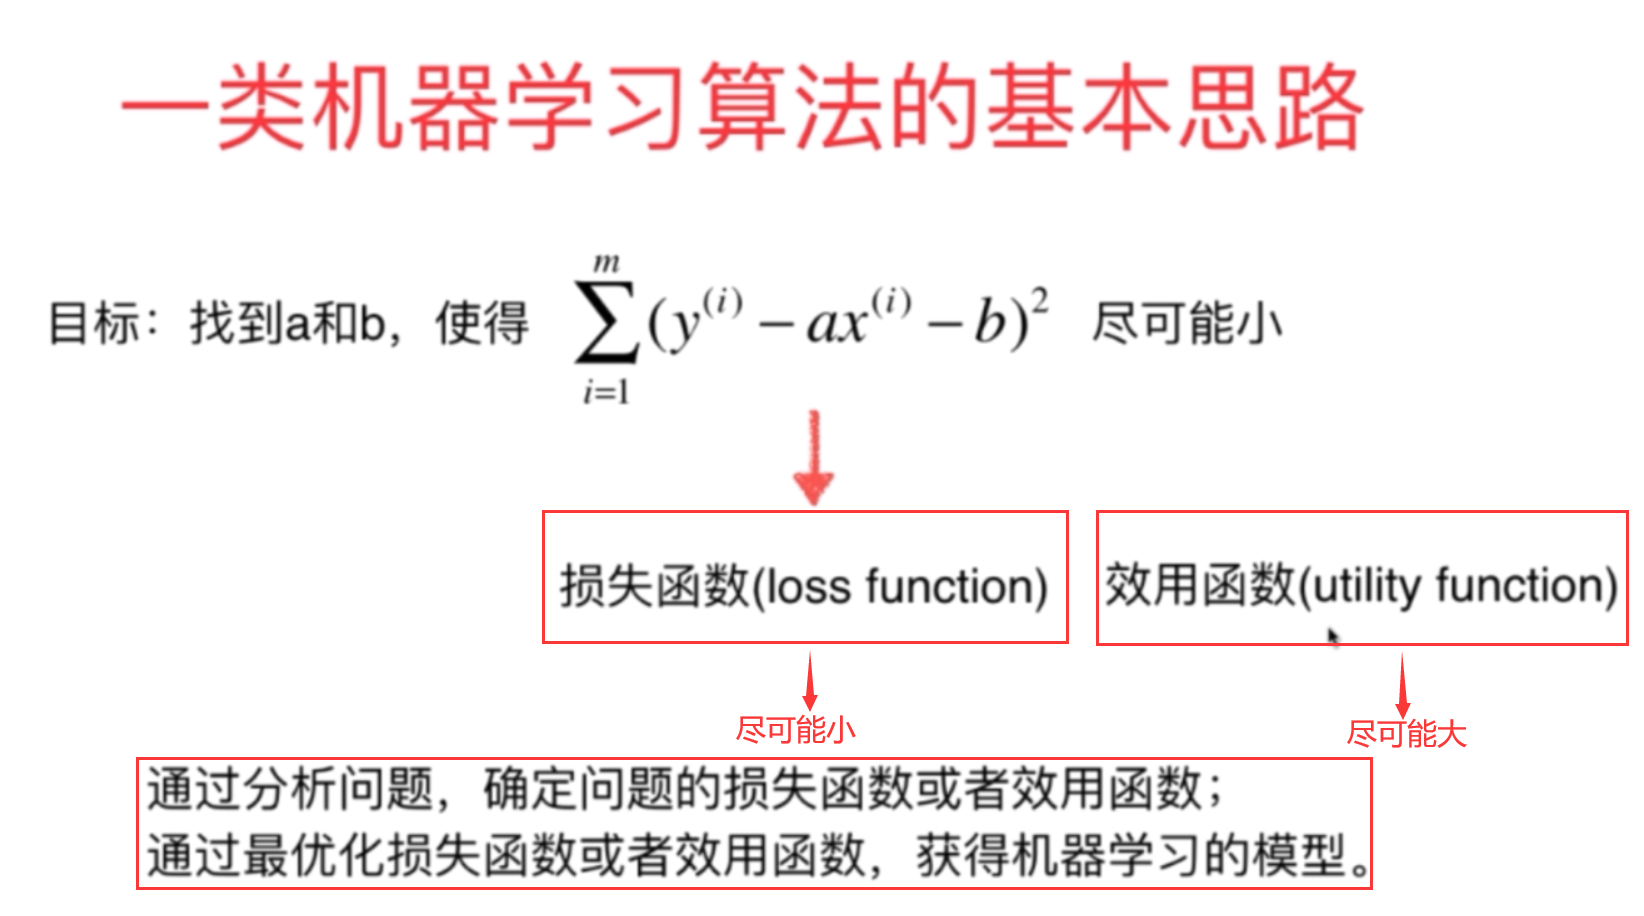 一类机器学习算法的基本思路
目标：找到a和b，使得 $\sum_{i=1}^{m}(y^{(i)} - ax^{(i)} - b)^2$ 尽可能小
损失函数(loss function) 效用函数(utility function)
尽可能小 尽可能大
通过分析问题，确定问题的损失函数或者效用函数；
通过最优化损失函数或者效用函数，获得机器学习的模型。